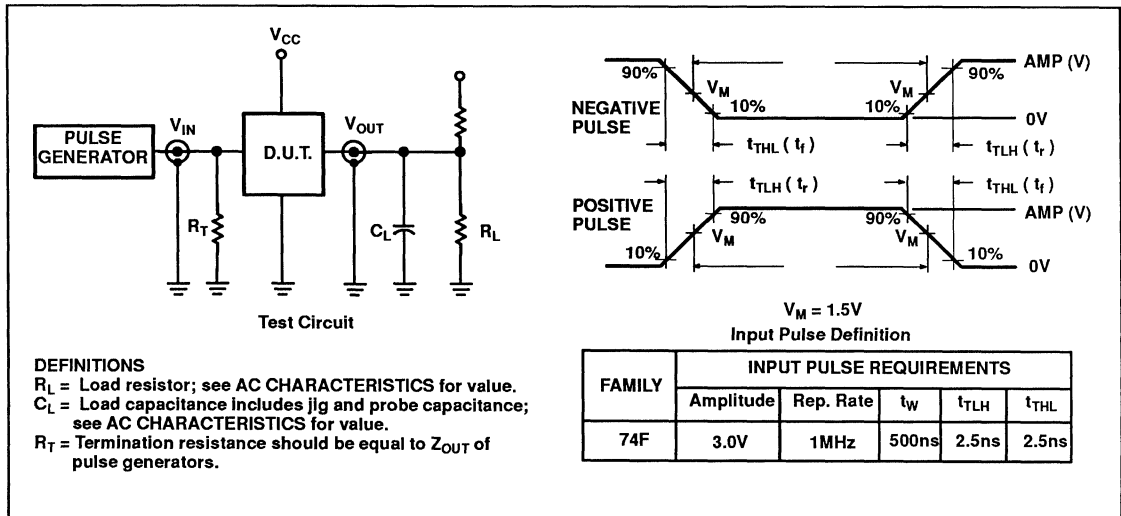 VCC
VIN
VOUT
PULSE
GENERATOR
D.U.T.
RT
CL
RL
Test Circuit
DEFINITIONS
RL = Load resistor; see AC CHARACTERISTICS for value.
CL = Load capacitance includes jig and probe capacitance;
see AC CHARACTERISTICS for value.
RT = Termination resistance should be equal to ZOUT of
pulse generators.
90%
90%
AMP (V)
VM
VM
NEGATIVE
PULSE
10%
10%
0V
tTHL ( tf )
tTLH ( tr )
tTLH ( tr )
tTHL ( tf )
POSITIVE
PULSE
90%
90%
AMP (V)
VM
VM
10%
10%
0V
VM = 1.5V
Input Pulse Definition
FAMILY
INPUT PULSE REQUIREMENTS
Amplitude Rep. Rate tW tTLH tTHL
74F 3.0V 1MHz 500ns 2.5ns 2.5ns